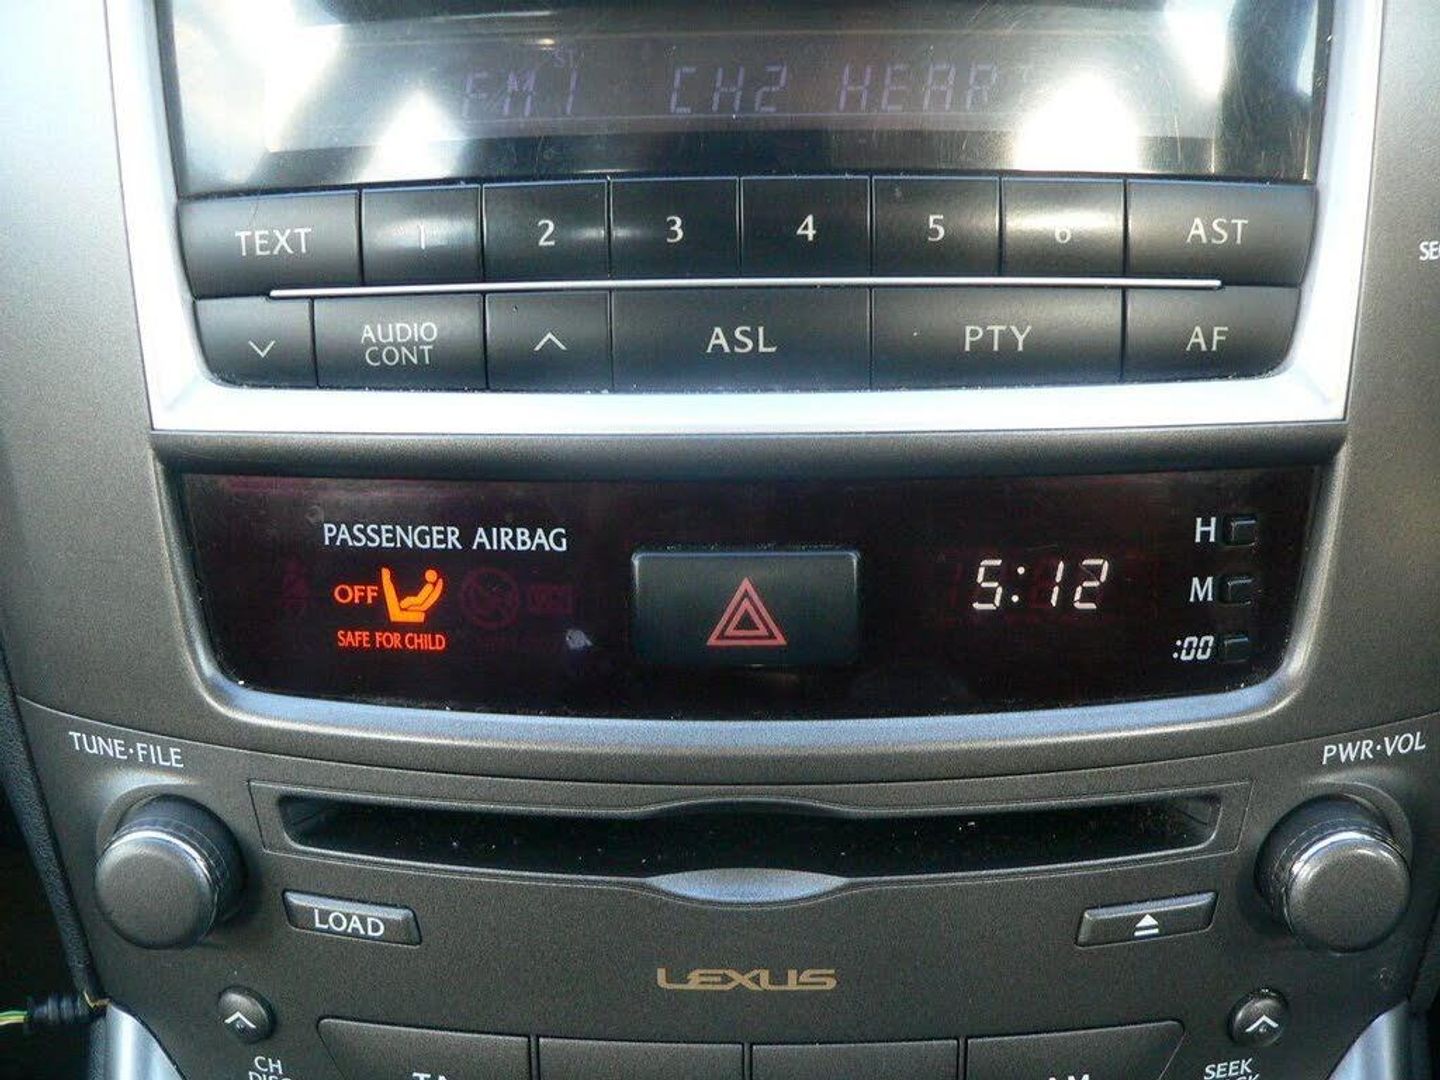 ST
FM1 CH2 HEAR
TEXT 1 2 3 4 5 6 AST
AUDIO CONT ASL PTY AF
PASSENGER AIRBAG
OFF
SAFE FOR CHILD
5:12
H
M
:00
TUNE·FILE
PWR·VOL
LOAD
LEXUS
CH
SEEK